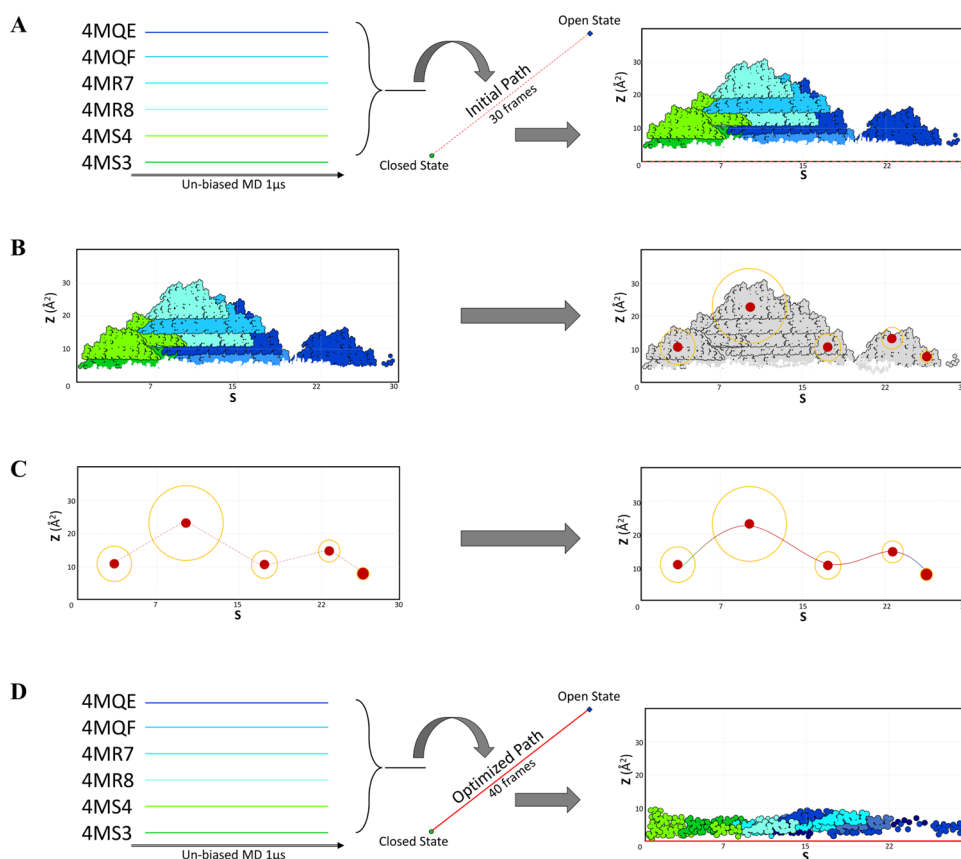 A
4MQE
4MQF
4MR7
4MR8
4MS4
4MS3
Un-biased MD 1µs
Open State
Initial Path
30 frames
Closed State
Z (Å²)
30
20
10
0
7
15
22
30
S
B
Z (Å²)
30
20
10
0
7
15
22
30
S
Z (Å²)
30
20
10
0
7
15
22
S
C
Z (Å²)
30
20
10
0
7
15
22
30
S
Z (Å²)
30
20
10
0
7
15
22
S
D
4MQE
4MQF
4MR7
4MR8
4MS4
4MS3
Un-biased MD 1µs
Open State
Optimized Path
40 frames
Closed State
Z (Å²)
30
20
10
0
7
15
22
S